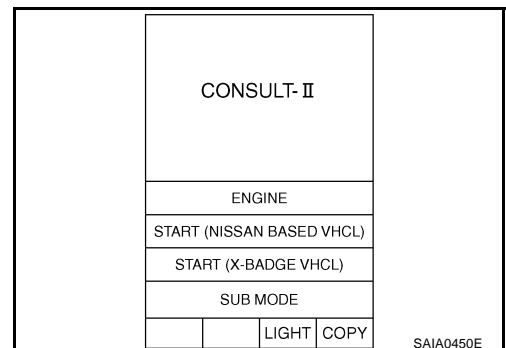 CONSULT-Ⅱ
ENGINE
START (NISSAN BASED VHCL)
START (X-BADGE VHCL)
SUB MODE
LIGHT COPY
SAIA0450E